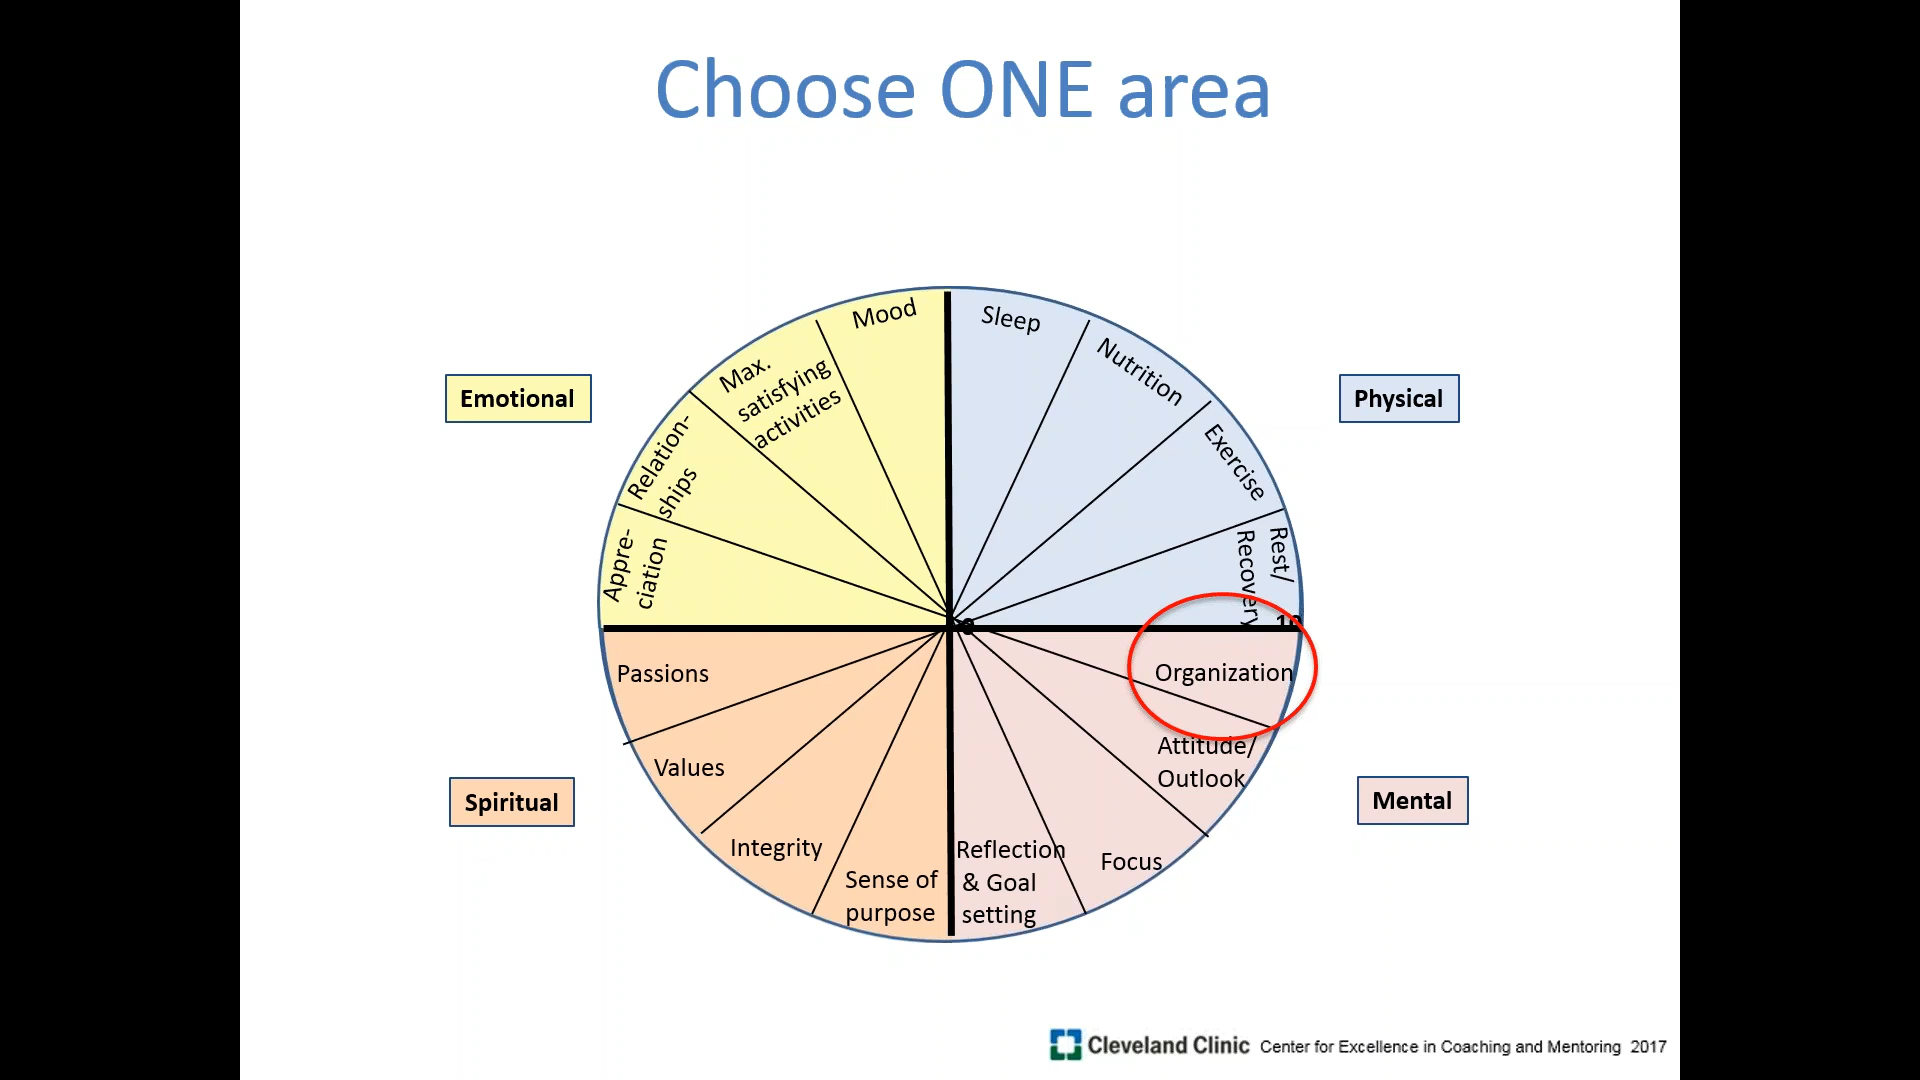 Choose ONE area
Mood
Sleep
Max.
satisfying
activities
Nutrition
Emotional
Physical
Relation-
ships
Exercise
Appre-
ciation
Rest/
Recovery
0
10
Passions
Organization
Values
Attitude/
Outlook
Spiritual
Mental
Integrity
Sense of
purpose
Reflection
& Goal
setting
Focus
Cleveland Clinic Center for Excellence in Coaching and Mentoring 2017